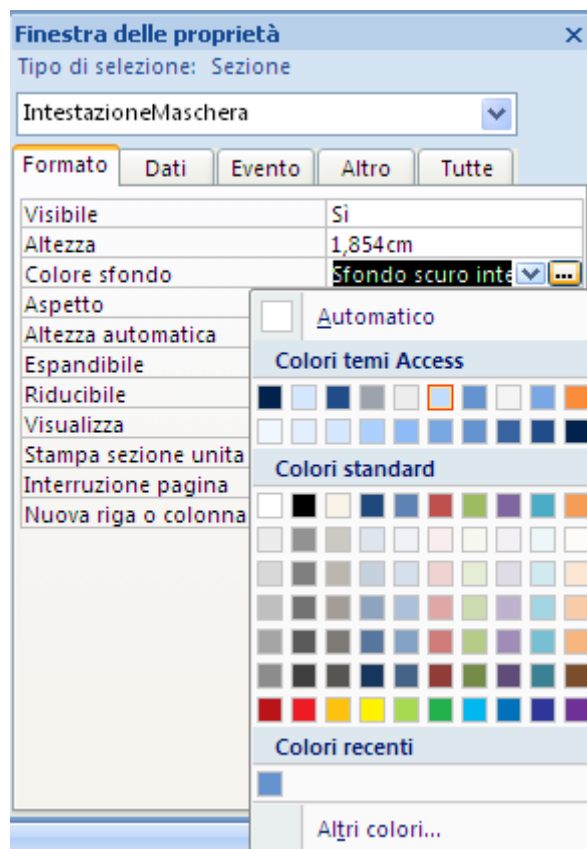 Finestra delle proprietà
Tipo di selezione: Sezione
IntestazioneMaschera
Formato Dati Evento Altro Tutte
Visibile Sì
Altezza 1,854cm
Colore sfondo Sfondo scuro inte
Aspetto
Altezza automatica
Espandibile
Riducibile
Visualizza
Stampa sezione unita
Interruzione pagina
Nuova riga o colonna
Automatico
Colori temi Access
Colori standard
Colori recenti
Altri colori...